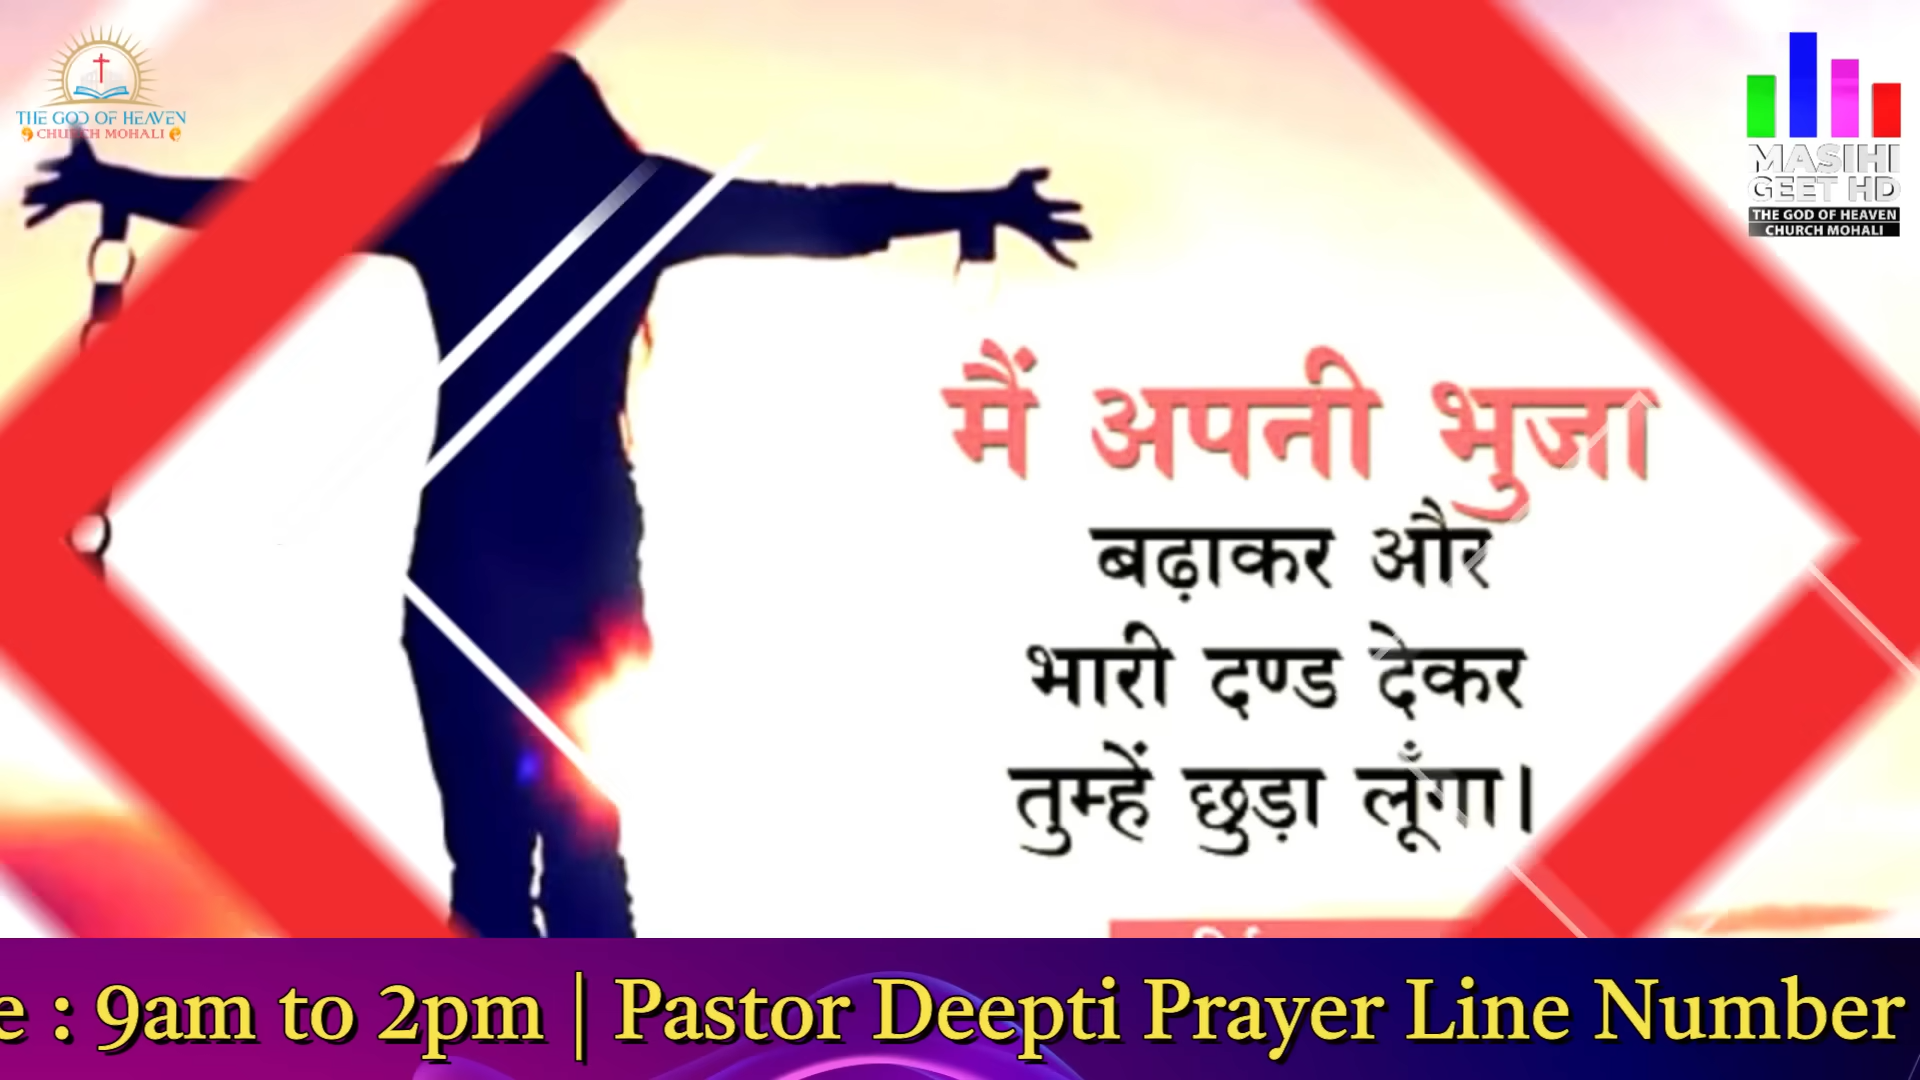 THE GOD OF HEAVEN
CHURCH MOHALI
MASIHI
GEET HD
THE GOD OF HEAVEN
CHURCH MOHALI
मैं अपनी भुजा
बढ़ाकर और
भारी दण्ड देकर
तुम्हें छुड़ा लूँगा।
e : 9am to 2pm | Pastor Deepti Prayer Line Number